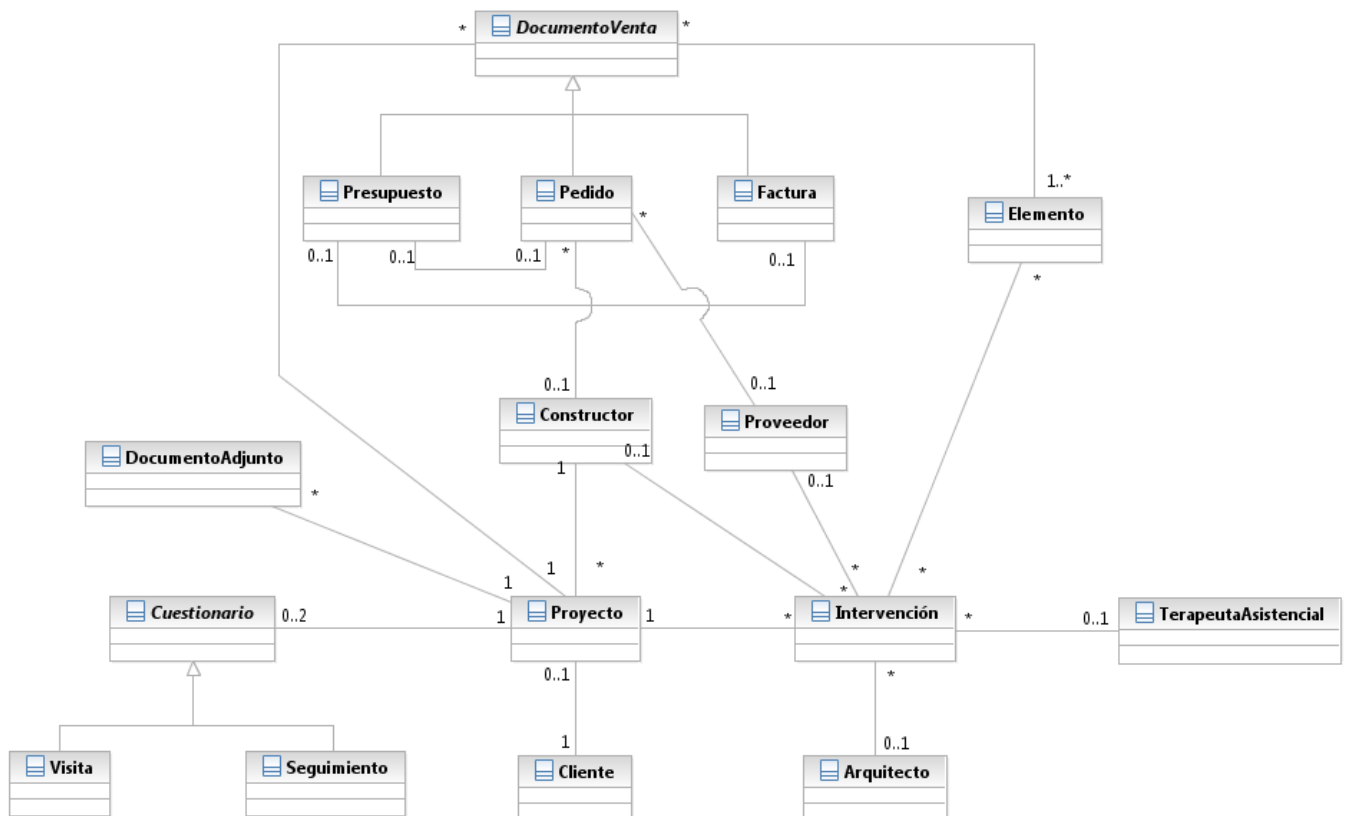 * DocumentoVenta *
Presupuesto Pedido Factura
* 1..*
Elemento
0..1 0..1 0..1 * 0..1 *
0..1 0..1
Constructor Proveedor
0..1
DocumentoAdjunto 1 0..1
*
1 1 * * * *
Cuestionario 0..2 1 Proyecto 1 * Intervención * 0..1 TerapeutaAsistencial
0..1 *
1 0..1
Visita Seguimiento Cliente Arquitecto